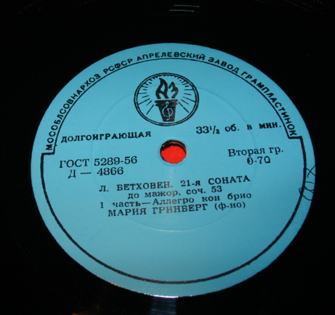 МОСОБЛСОВНАРХОЗ РСФСР АПРЕЛЕВСКИЙ ЗАВОД ГРАМПЛАСТИНОК
ДОЛГОИГРАЮЩАЯ
33⅓ об. в мин.
ГОСТ 5289-56
Вторая гр.
Д — 4866
6-70
Л. БЕТХОВЕН. 21-я СОНАТА
до мажор, соч. 53
1 часть—Аллегро кон брио
МАРИЯ ГРИНБЕРГ (ф-но)